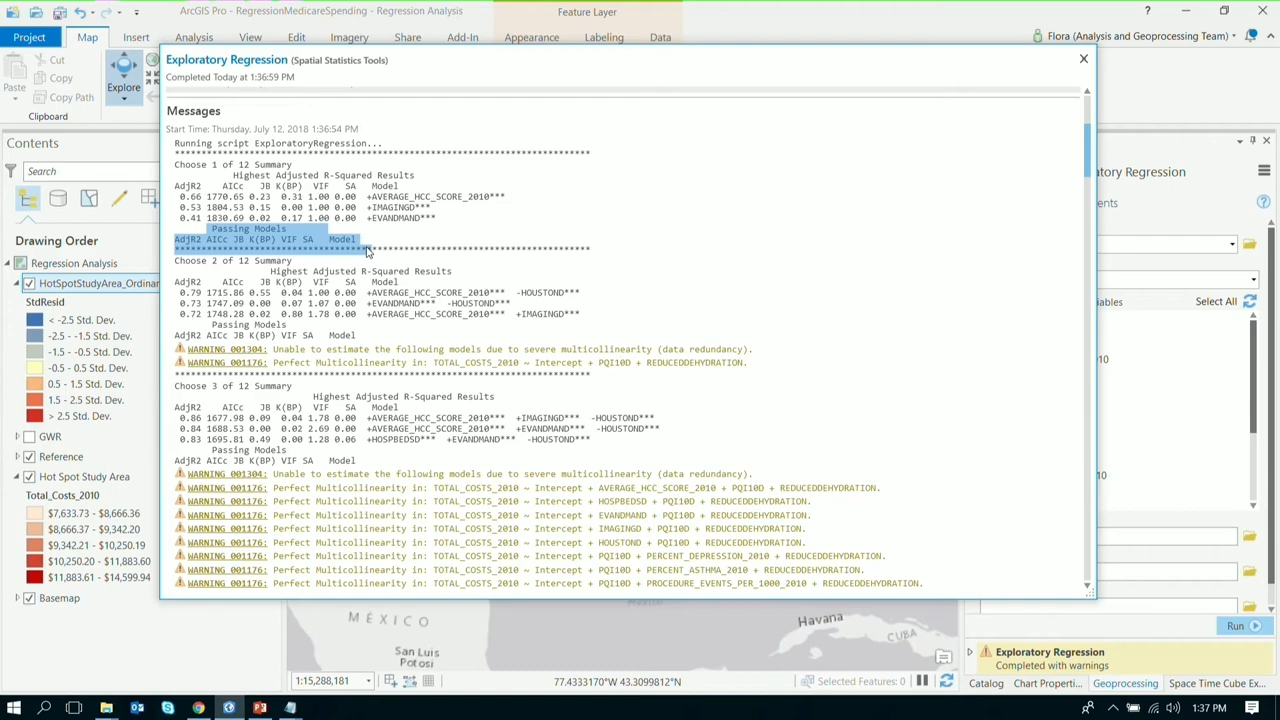 ArcGIS Pro - RegressionMedicareSpending - Regression Analysis
Feature Layer
?
Project
Map
Insert
Analysis
View
Edit
Imagery
Share
Add-In
Appearance
Labeling
Data
Flora (Analysis and Geoprocessing Team)
Paste
Cut
Copy
Copy Path
Clipboard
Explore
Contents
Search
Drawing Order
Regression Analysis
HotSpotStudyArea_Ordinar
StdResid
< -2.5 Std. Dev.
-2.5 - -1.5 Std. Dev.
-1.5 - -0.5 Std. Dev.
-0.5 - 0.5 Std. Dev.
0.5 - 1.5 Std. Dev.
1.5 - 2.5 Std. Dev.
> 2.5 Std. Dev.
GWR
Reference
Hot Spot Study Area
Total_Costs_2010
$7,633.73 - $8,666.36
$8,666.37 - $9,342.20
$9,342.21 - $10,250.19
$10,250.20 - $11,883.60
$11,883.61 - $14,599.94
Basemap
Exploratory Regression (Spatial Statistics Tools)
Completed Today at 1:36:59 PM
Messages
Start Time: Thursday, July 12, 2018 1:36:54 PM
Running script ExploratoryRegression...
******************************************************************************
Choose 1 of 12 Summary
Highest Adjusted R-Squared Results
AdjR2 AICc JB K(BP) VIF SA Model
0.66 1770.65 0.23 0.31 1.00 0.00 +AVERAGE_HCC_SCORE_2010***
0.53 1804.53 0.15 0.00 1.00 0.00 +IMAGINGD***
0.41 1830.69 0.02 0.17 1.00 0.00 +EVANDMAND***
Passing Models
AdjR2 AICc JB K(BP) VIF SA Model
******************************************************************************
Choose 2 of 12 Summary
Highest Adjusted R-Squared Results
AdjR2 AICc JB K(BP) VIF SA Model
0.79 1715.86 0.55 0.04 1.00 0.00 +AVERAGE_HCC_SCORE_2010*** -HOUSTON***
0.73 1747.09 0.00 0.07 1.07 0.00 +EVANDMAND*** -HOUSTOND***
0.72 1748.28 0.02 0.80 1.78 0.00 +AVERAGE_HCC_SCORE_2010*** +IMAGINGD***
Passing Models
AdjR2 AICc JB K(BP) VIF SA Model
WARNING 001304: Unable to estimate the following models due to severe multicollinearity (data redundancy).
WARNING 001176: Perfect Multicollinearity in: TOTAL_COSTS_2010 ~ Intercept + PQI10D + REDUCEDDEHYDRATION.
******************************************************************************
Choose 3 of 12 Summary
Highest Adjusted R-Squared Results
AdjR2 AICc JB K(BP) VIF SA Model
0.86 1677.98 0.09 0.04 1.78 0.00 +AVERAGE_HCC_SCORE_2010*** +IMAGINGD*** -HOUSTOND***
0.84 1688.53 0.00 0.02 2.69 0.00 +AVERAGE_HCC_SCORE_2010*** +EVANDMAND*** -HOUSTOND***
0.83 1695.81 0.49 0.00 1.28 0.06 +HOSPBEDSD*** +EVANDMAND*** -HOUSTOND***
Passing Models
AdjR2 AICc JB K(BP) VIF SA Model
WARNING 001304: Unable to estimate the following models due to severe multicollinearity (data redundancy).
WARNING 001176: Perfect Multicollinearity in: TOTAL_COSTS_2010 ~ Intercept + AVERAGE_HCC_SCORE_2010 + PQI10D + REDUCEDDEHYDRATION.
WARNING 001176: Perfect Multicollinearity in: TOTAL_COSTS_2010 ~ Intercept + HOSPBEDSD + PQI10D + REDUCEDDEHYDRATION.
WARNING 001176: Perfect Multicollinearity in: TOTAL_COSTS_2010 ~ Intercept + EVANDMAND + PQI10D + REDUCEDDEHYDRATION.
WARNING 001176: Perfect Multicollinearity in: TOTAL_COSTS_2010 ~ Intercept + IMAGINGD + PQI10D + REDUCEDDEHYDRATION.
WARNING 001176: Perfect Multicollinearity in: TOTAL_COSTS_2010 ~ Intercept + HOUSTOND + PQI10D + REDUCEDDEHYDRATION.
WARNING 001176: Perfect Multicollinearity in: TOTAL_COSTS_2010 ~ Intercept + PQI10D + PERCENT_DEPRESSION_2010 + REDUCEDDEHYDRATION.
WARNING 001176: Perfect Multicollinearity in: TOTAL_COSTS_2010 ~ Intercept + PQI10D + PERCENT_ASTHMA_2010 + REDUCEDDEHYDRATION.
WARNING 001176: Perfect Multicollinearity in: TOTAL_COSTS_2010 ~ Intercept + PQI10D + PROCEDURE_EVENTS_PER_1000_2010 + REDUCEDDEHYDRATION.
MÉXICO
San Luis
Potosi
Mexico
Havana
CUBA
1:15,288,181
77.4333170°W 43.3099812°N
Selected Features: 0
tory Regression
ents
ables
Select All
10
10
Run
Exploratory Regression
Completed with warnings
Catalog
Chart Properti...
Geoprocessing
Space Time Cube Ex...
1:37 PM